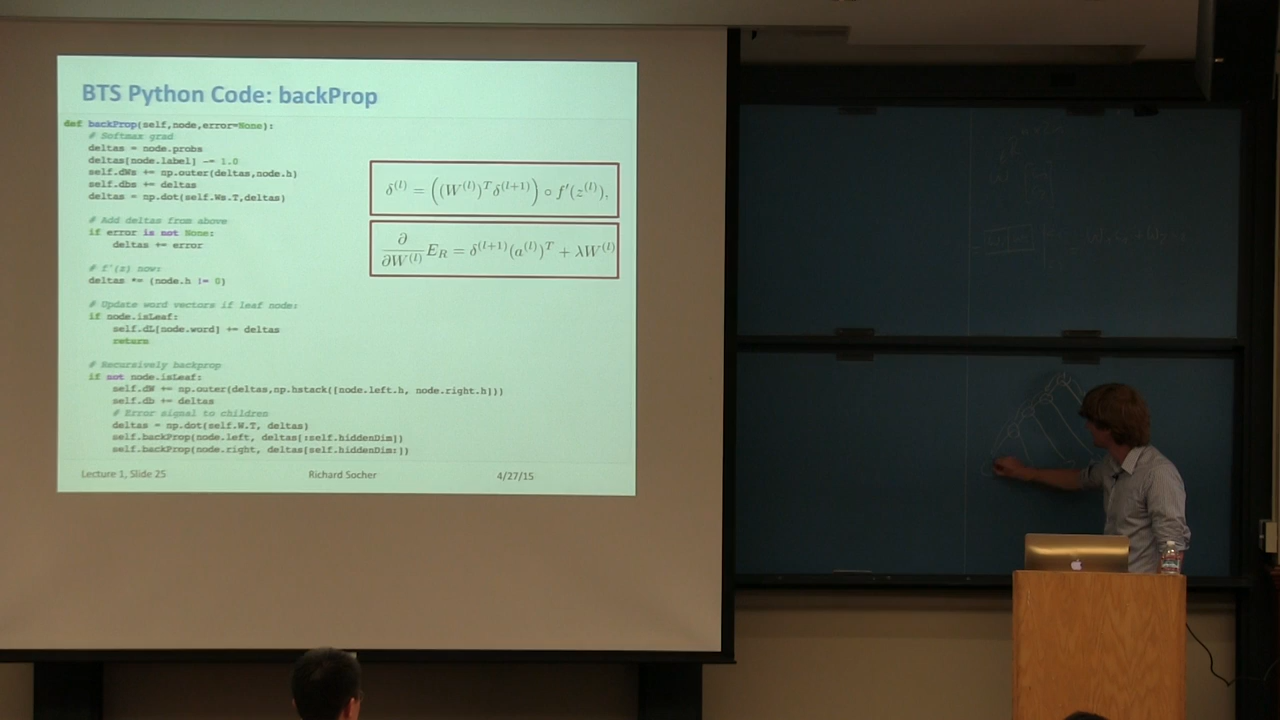 BTS Python Code: backProp
def backProp(self,node,error=None):
# Softmax grad
deltas = node.probs
deltas[node.label] -= 1.0
self.dWs += np.outer(deltas,node.h)
self.dbs += deltas
deltas = np.dot(self.Ws.T,deltas)
# Add deltas from above
if error is not None:
deltas += error
# f'(z) now:
deltas *= (node.h != 0)
# Update word vectors if leaf node:
if node.isLeaf:
self.dL[node.word] += deltas
return
# Recursively backprop
if not node.isLeaf:
self.dW += np.outer(deltas,np.hstack([node.left.h, node.right.h]))
self.db += deltas
# Error signal to children
deltas = np.dot(self.W.T, deltas)
self.backProp(node.left, deltas[:self.hiddenDim])
self.backProp(node.right, deltas[self.hiddenDim:])
δ^(l) = ((W^(l))^T δ^(l+1)) ∘ f'(z^(l)),
∂/∂W^(l) E_R = δ^(l+1)(a^(l))^T + λW^(l)
Lecture 1, Slide 25 Richard Socher 4/27/15